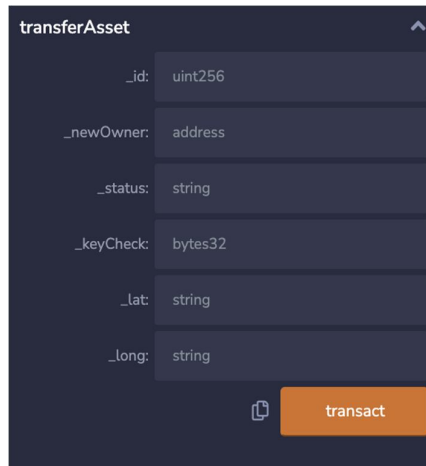 transferAsset
_id: uint256
_newOwner: address
_status: string
_keyCheck: bytes32
_lat: string
_long: string
transact